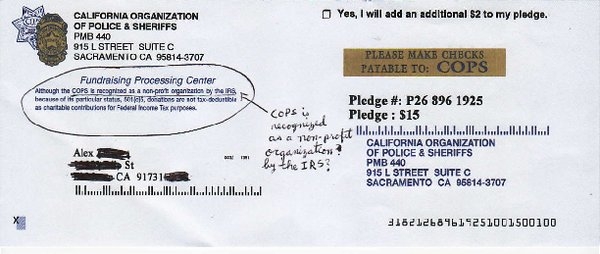 CALIFORNIA ORGANIZATION
OF POLICE & SHERIFFS
PMB 440
915 L STREET SUITE C
SACRAMENTO CA 95814-3707
Fundraising Processing Center
Although the COPS is recognized as a non-profit organization by the IRS,
because of its particular status, 501(c)5, donations are not tax-deductible
as charitable contributions for Federal Income Tax purposes.
COPS is
recognized
as a non-profit
organization?
by the IRS?
Alex
St
CA 91731
Yes, I will add an additional $2 to my pledge.
PLEASE MAKE CHECKS
PAYABLE TO: COPS
Pledge #: P26 896 1925
Pledge : $15
CALIFORNIA ORGANIZATION
OF POLICE & SHERIFFS
PMB 440
915 L STREET SUITE C
SACRAMENTO CA 95814-3707
X
318212689619251001500100